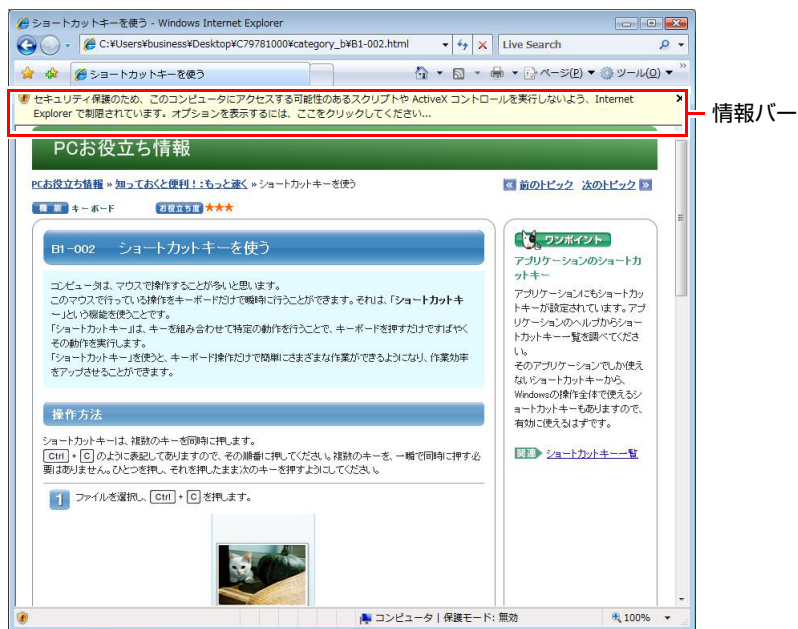 ショートカットキーを使う - Windows Internet Explorer
C:¥Users¥business¥Desktop¥C79781000¥category_b¥B1-002.html
Live Search
ショートカットキーを使う
ページ(P) ツール(O)
セキュリティ保護のため、このコンピュータにアクセスする可能性のあるスクリプトや ActiveX コントロールを実行しないよう、Internet
Explorer で制限されています。オプションを表示するには、ここをクリックしてください...
情報バー
PCお役立ち情報
PCお役立ち情報 » 知っておくと便利！:もっと速く » ショートカットキーを使う
前のトピック 次のトピック
機 能 キーボード お役立ち度 ★★★
B1-002 ショートカットキーを使う
コンピュータは、マウスで操作することが多いと思います。
このマウスで行っている操作をキーボードだけで瞬時に行うことができます。それは、「ショートカットキ
ー」という機能を使うことです。
「ショートカットキー」は、キーを組み合わせて特定の動作を行うことで、キーボードを押すだけですばやく
その動作を実行します。
「ショートカットキー」を使うと、キーボード操作だけで簡単にさまざまな作業ができるようになり、作業効率
をアップさせることができます。
操作方法
ショートカットキーは、複数のキーを同時に押します。
Ctrl + C のように表記してありますので、その順番に押してください。複数のキーを、一瞬で同時に押す必
要はありません。ひとつを押し、それを押したまま次のキーを押すようにしてください。
1 ファイルを選択し、Ctrl + C を押します。
ワンポイント
アプリケーションのショートカ
ットキー
アプリケーションにもショートカッ
トキーが設定されています。アプ
リケーションのヘルプからショー
トカットキー一覧を調べてくださ
い。
そのアプリケーションでしか使え
ないショートカットキーから、
Windowsの操作全体で使えるシ
ョートカットキーもありますので、
有効に使えるはずです。
関連 ショートカットキー一覧
コンピュータ | 保護モード: 無効
100%